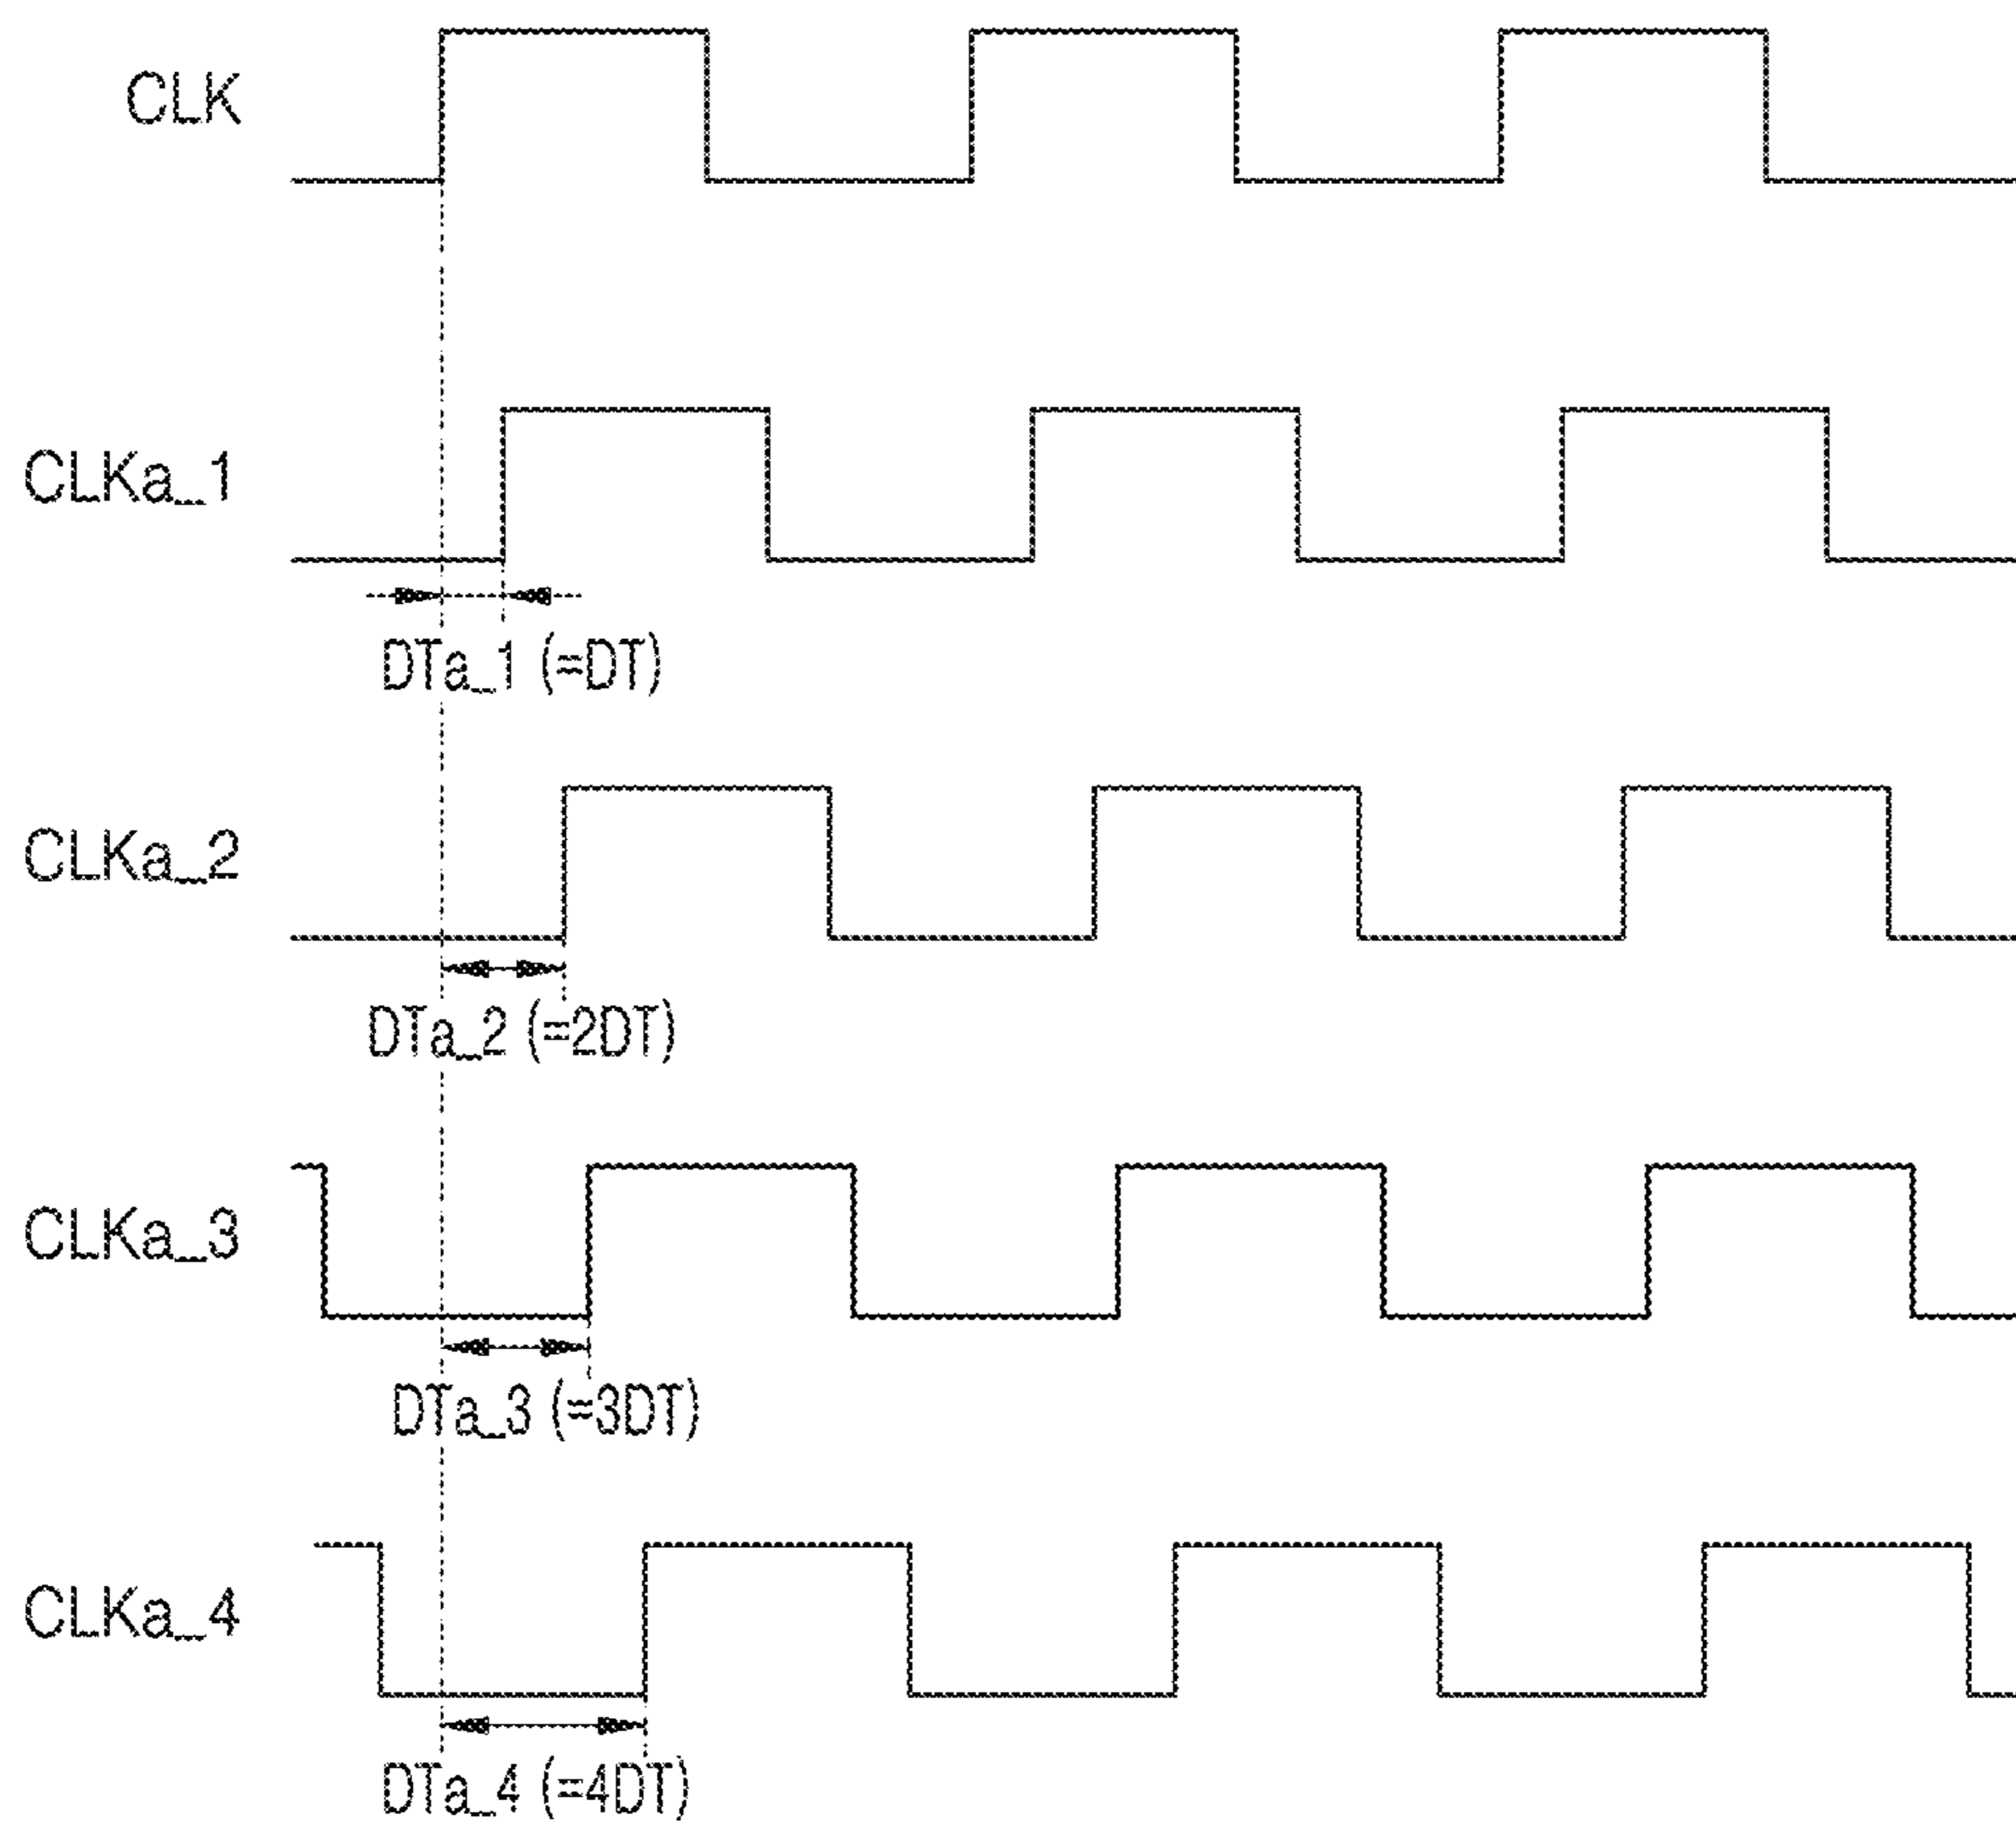 CLK
CLKa_1
DTa_1 (=DT)
CLKa_2
DTa_2 (=2DT)
CLKa_3
DTa_3 (=3DT)
CLKa_4
DTa_4 (=4DT)